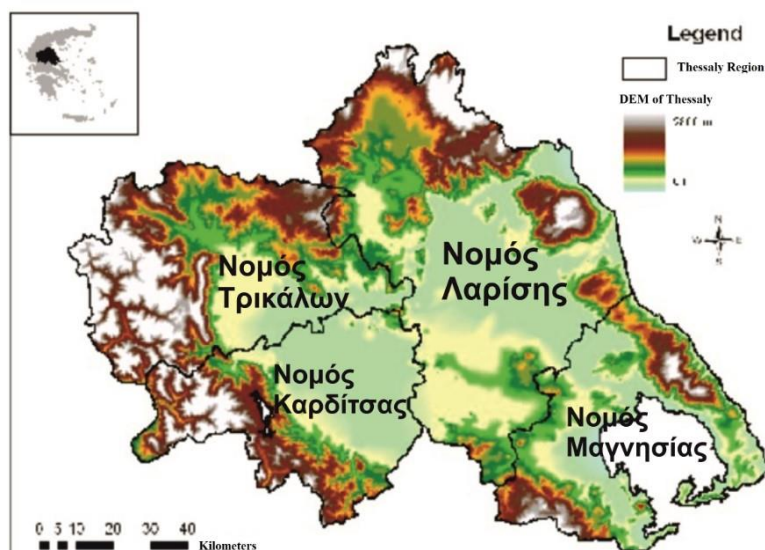 Legend
Thessaly Region
DEM of Thessaly
N
W E
S
Νομός
Τρικάλων
Νομός
Λαρίσης
Νομός
Καρδίτσας
Νομός
Μαγνησίας
0 5 10 20 30 40
Kilometers